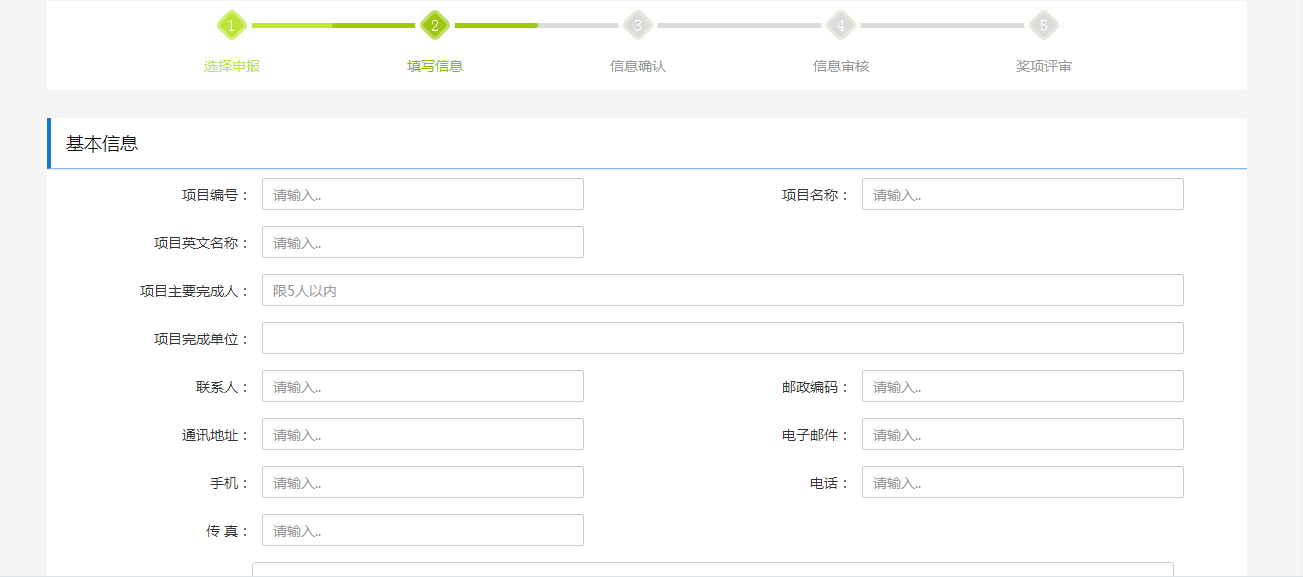 1 2 3 4 5
选择申报 填写信息 信息确认 信息审核 奖项评审
基本信息
项目编号： 请输入.. 项目名称： 请输入..
项目英文名称： 请输入..
项目主要完成人： 限5人以内
项目完成单位：
联系人： 请输入.. 邮政编码： 请输入..
通讯地址： 请输入.. 电子邮件： 请输入..
手机： 请输入.. 电话： 请输入..
传 真： 请输入..